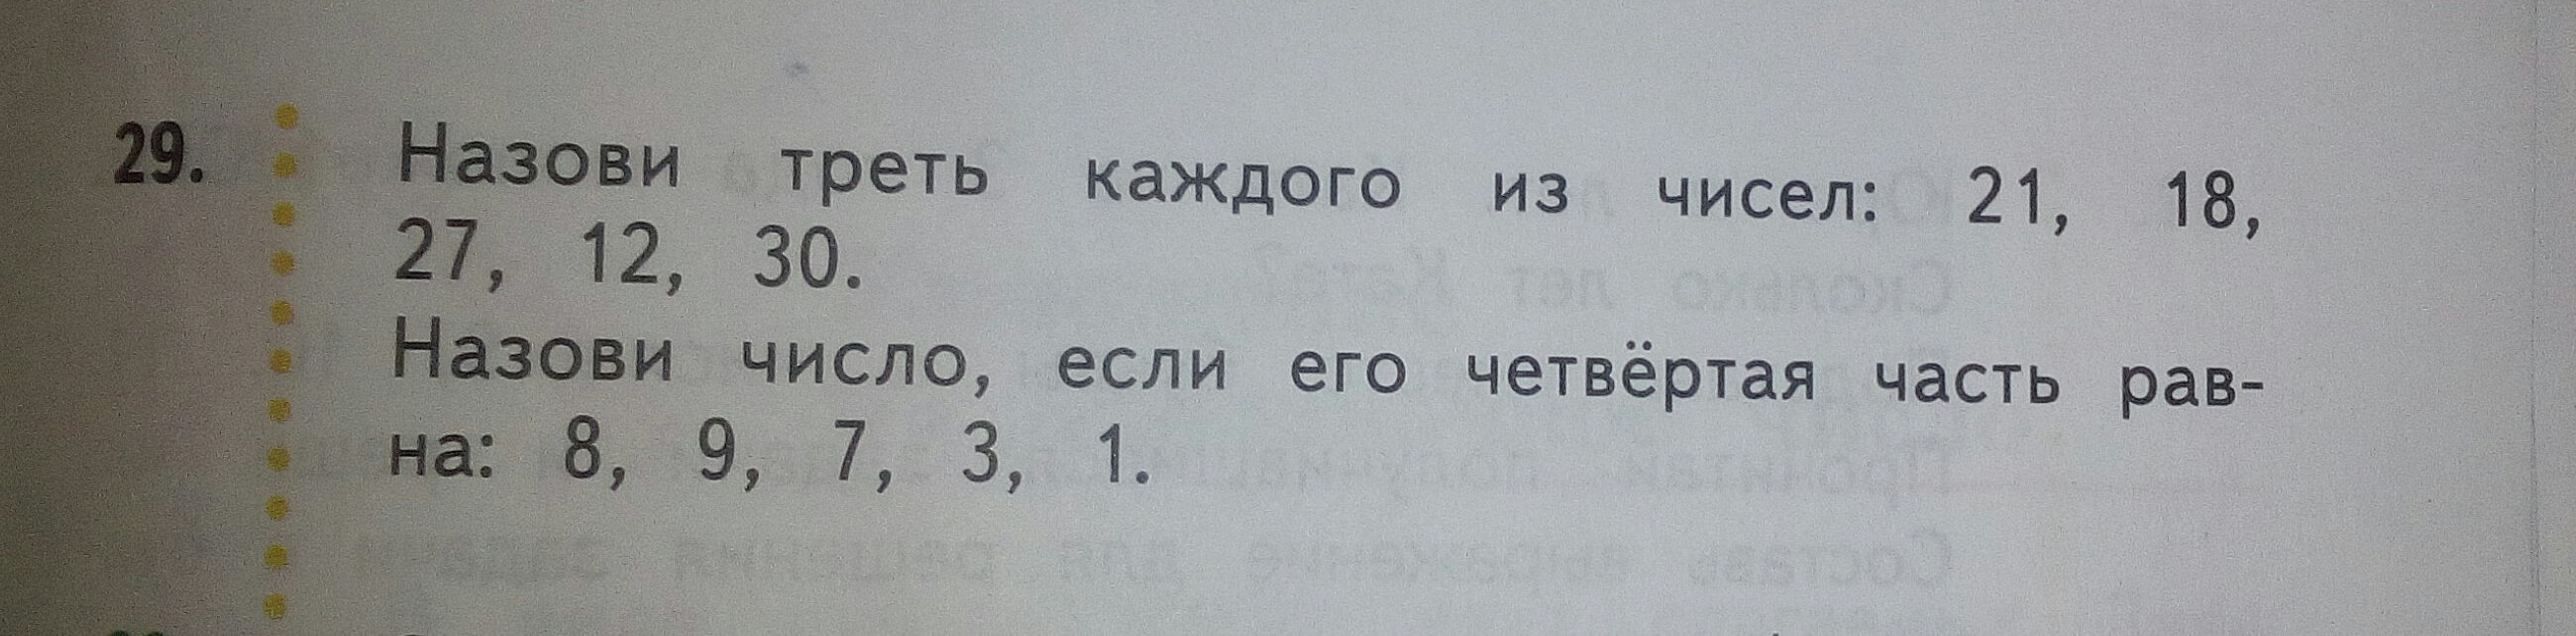 29. Назови треть каждого из чисел: 21, 18,
27, 12, 30.
Назови число, если его четвёртая часть рав-
на: 8, 9, 7, 3, 1.